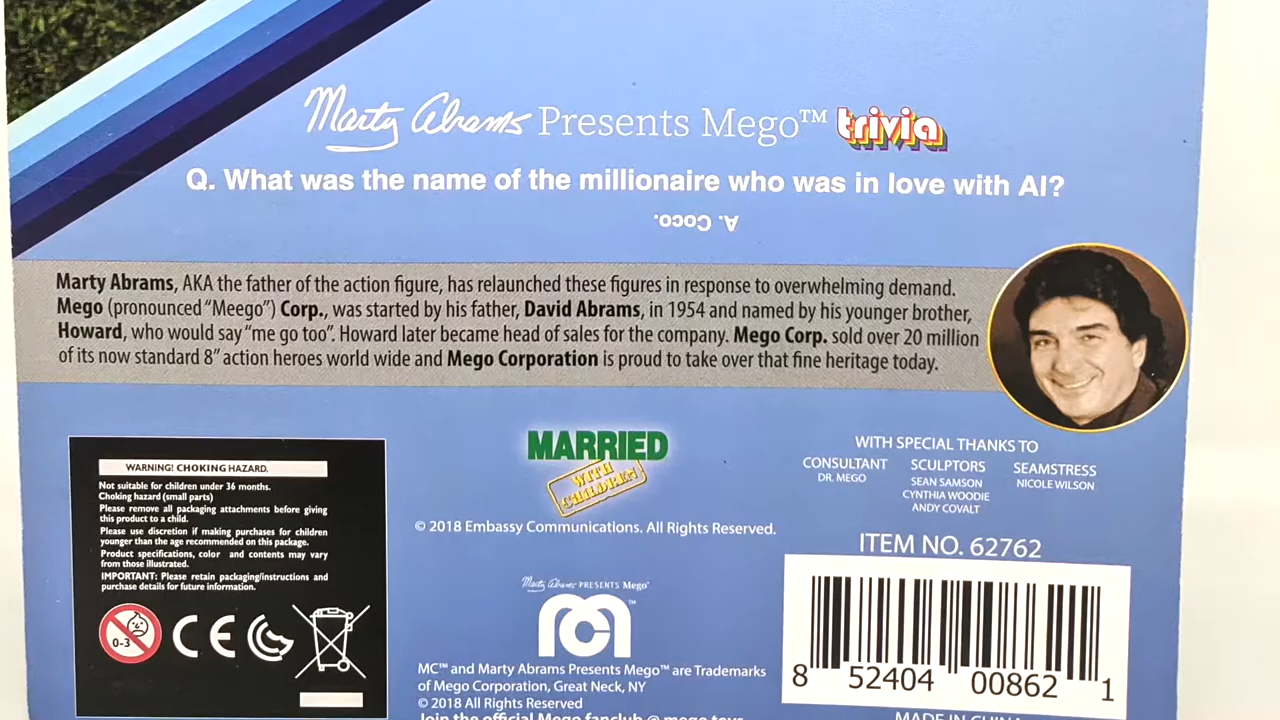 Marty Abrams Presents Mego™ trivia
Q. What was the name of the millionaire who was in love with Al?
A. Coco.
Marty Abrams, AKA the father of the action figure, has relaunched these figures in response to overwhelming demand.
Mego (pronounced "Meego") Corp., was started by his father, David Abrams, in 1954 and named by his younger brother,
Howard, who would say "me go too". Howard later became head of sales for the company. Mego Corp. sold over 20 million
of its now standard 8" action heroes world wide and Mego Corporation is proud to take over that fine heritage today.
WARNING! CHOKING HAZARD.
Not suitable for children under 36 months.
Choking hazard (small parts)
Please remove all packaging attachments before giving
this product to a child.
Please use discretion if making purchases for children
younger than the age recommended on this package.
Product specifications, color and contents may vary
from those illustrated.
IMPORTANT: Please retain packaging/instructions and
purchase details for future information.
0-3
CE
MARRIED
WITH
CHILDREN
© 2018 Embassy Communications. All Rights Reserved.
Marty Abrams PRESENTS Mego™
MC™ and Marty Abrams Presents Mego™ are Trademarks
of Mego Corporation, Great Neck, NY
© 2018 All Rights Reserved
Join the official Mego fanclub @ mego toys
WITH SPECIAL THANKS TO
CONSULTANT
DR. MEGO
SCULPTORS
SEAN SAMSON
CYNTHIA WOODIE
ANDY COVALT
SEAMSTRESS
NICOLE WILSON
ITEM NO. 62762
8 52404 00862 1
MADE IN CHINA